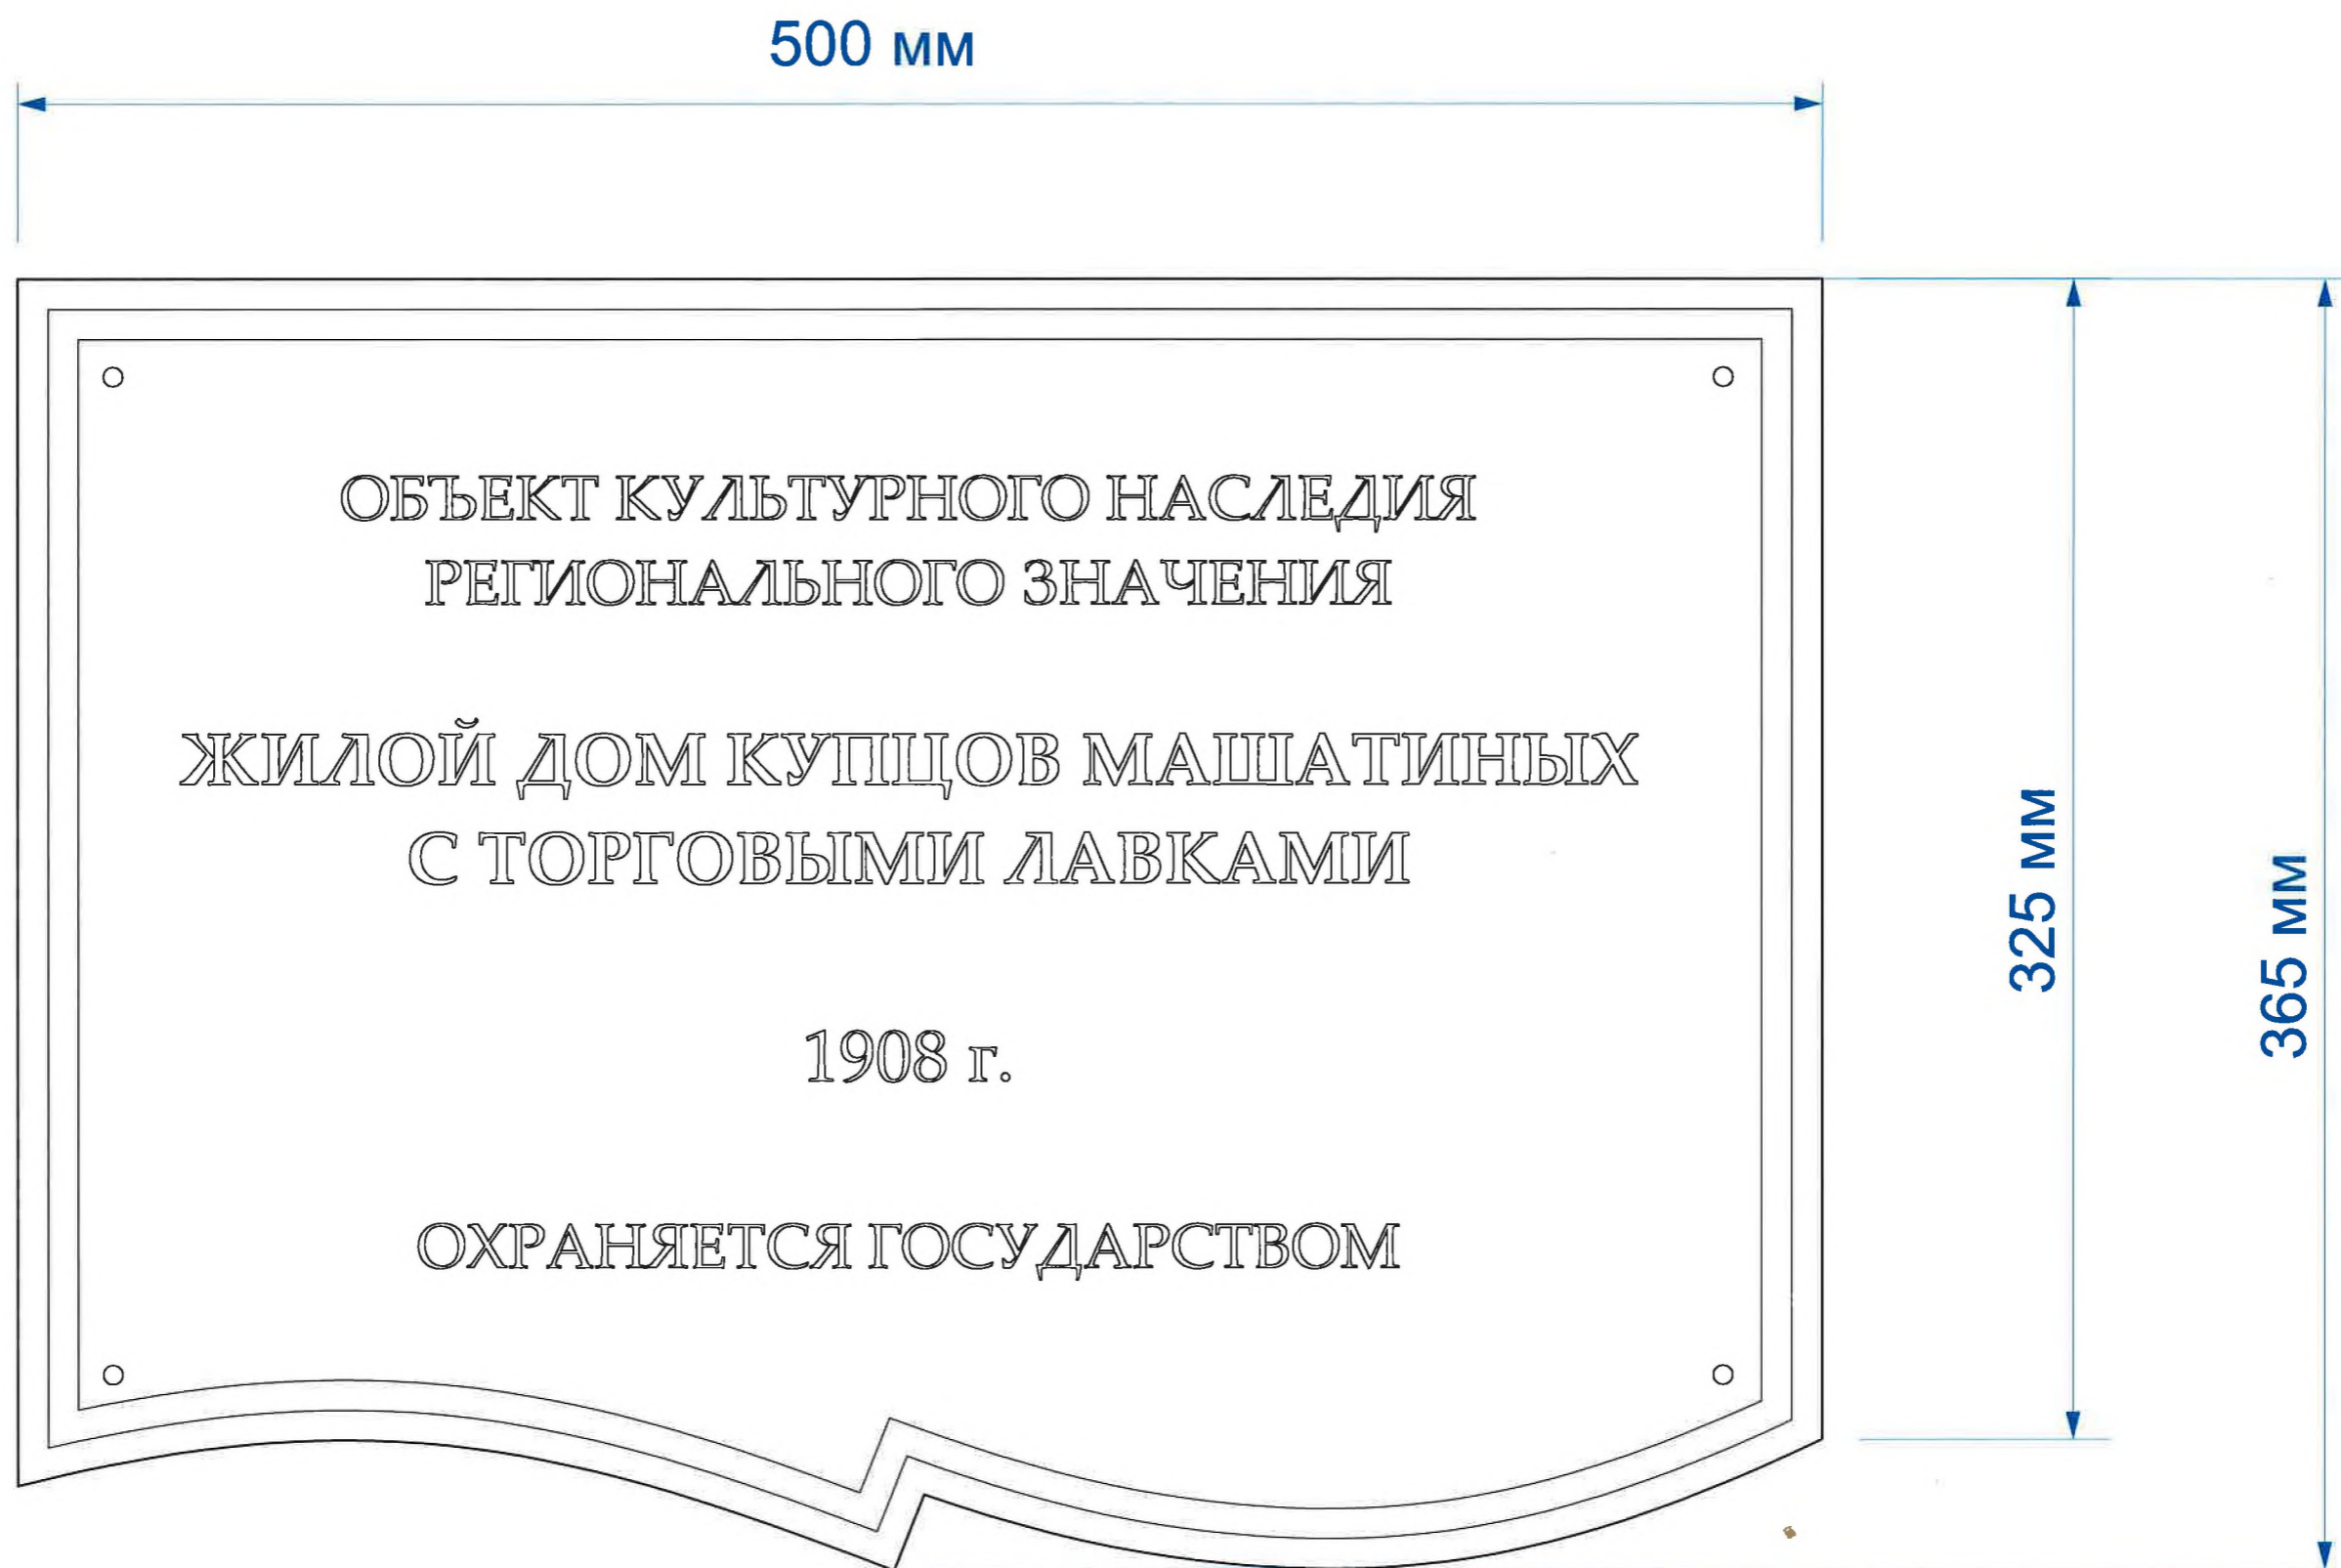 500 мм
ОБЪЕКТ КУЛЬТУРНОГО НАСЛЕДИЯ
РЕГИОНАЛЬНОГО ЗНАЧЕНИЯ
ЖИЛОЙ ДОМ КУПЦОВ МАШАТИНЫХ
С ТОРГОВЫМИ ЛАВКАМИ
1908 г.
ОХРАНЯЕТСЯ ГОСУДАРСТВОМ
325 мм
365 мм